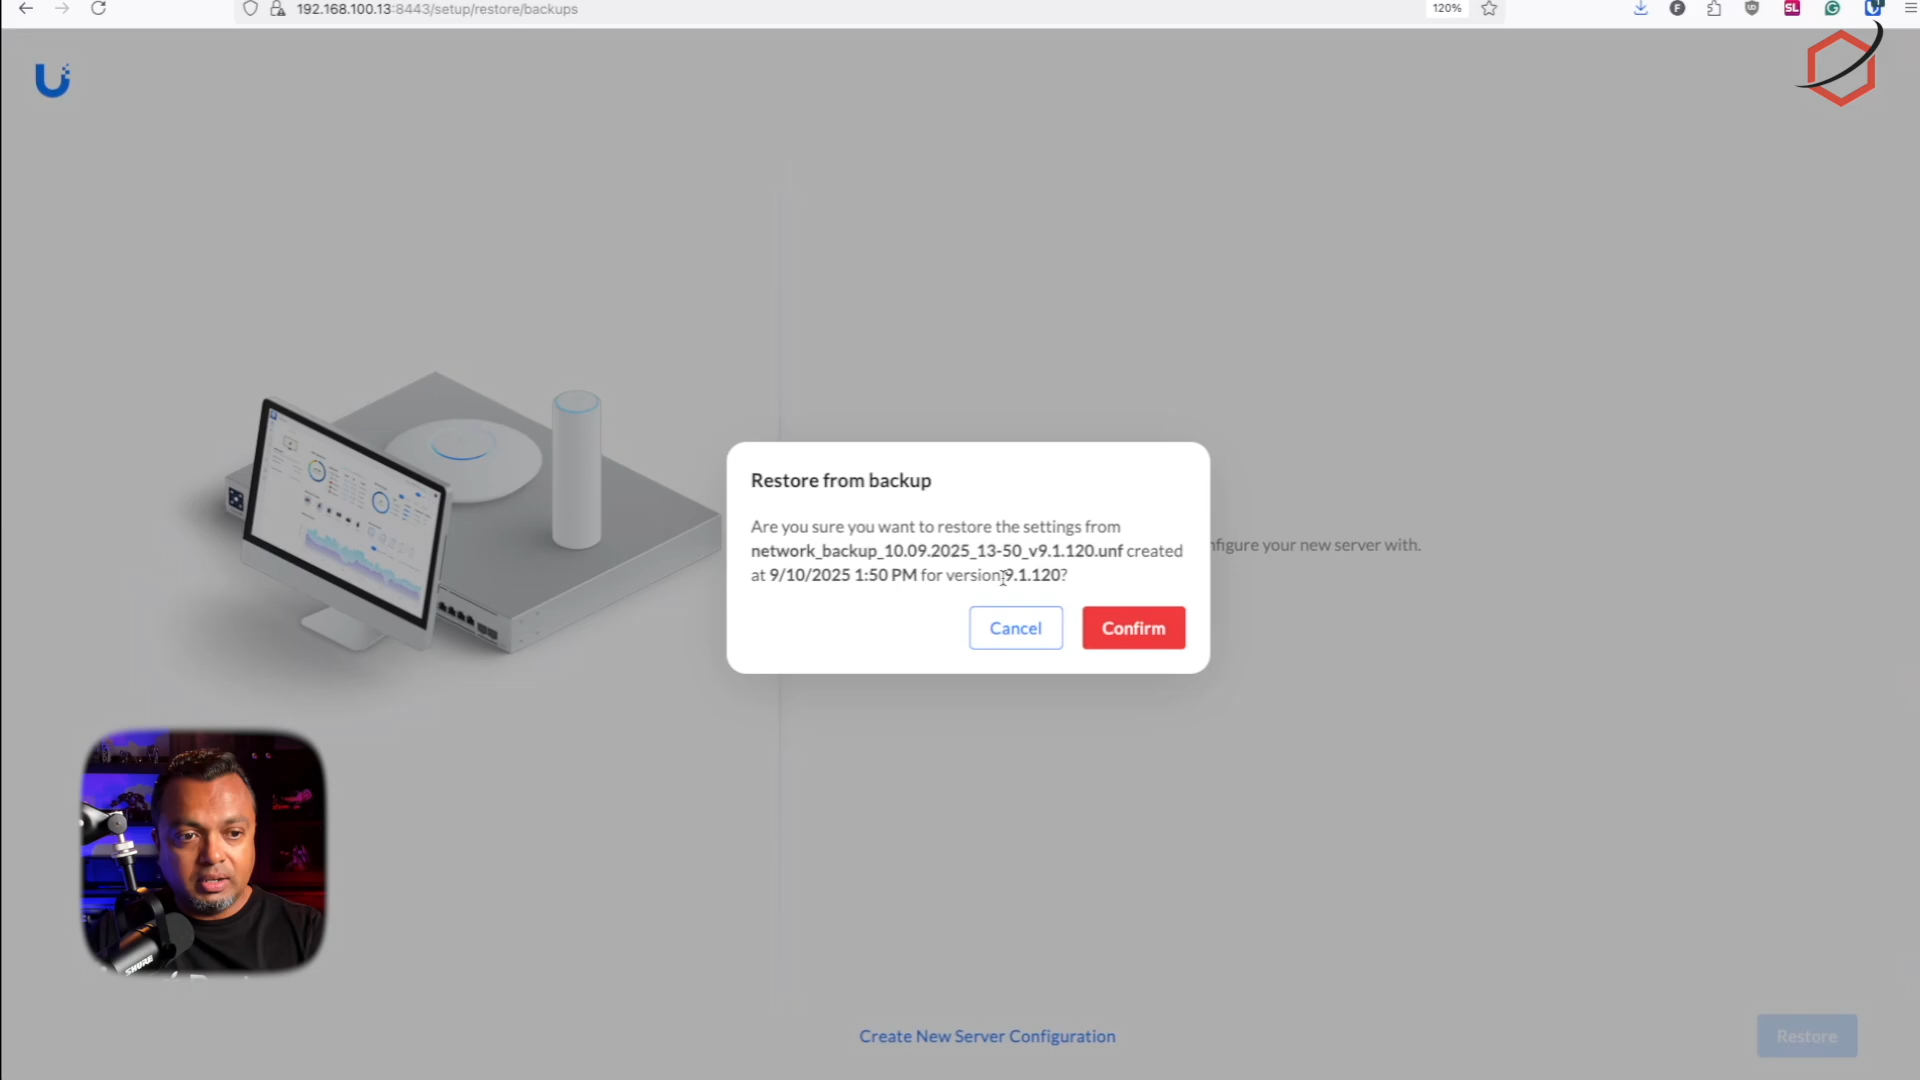 192.168.100.13:8443/setup/restore/backups
120%
SL
Restore from backup
Are you sure you want to restore the settings from
network_backup_10.09.2025_13-50_v9.1.120.unf created
at 9/10/2025 1:50 PM for version 9.1.120?
nfigure your new server with.
Cancel
Confirm
SHURE
Create New Server Configuration
Restore